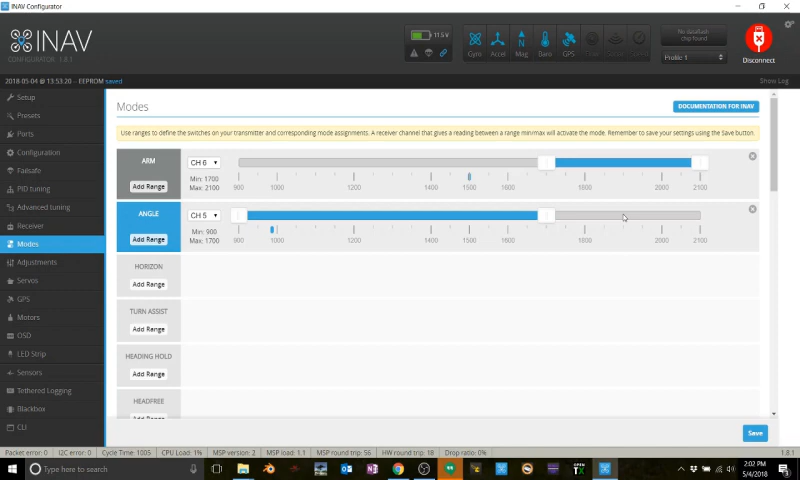 INAV Configurator
INAV
CONFIGURATOR 1.8.1
11.5 V
Gyro
Accel
Mag
Baro
GPS
No dataflash
chip found
Profile 1
Disconnect
2018-05-04 @ 13:53:20 -- EEPROM saved
Show Log
Setup
Presets
Ports
Configuration
Failsafe
PID tuning
Advanced tuning
Receiver
Modes
Adjustments
Servos
GPS
Motors
OSD
LED Strip
Sensors
Tethered Logging
Blackbox
CLI
Modes
DOCUMENTATION FOR INAV
Use ranges to define the switches on your transmitter and corresponding mode assignments. A receiver channel that gives a reading between a range min/max will activate the mode. Remember to save your settings using the Save button.
ARM
Add Range
CH 6
Min: 1700
Max: 2100
900 1000 1200 1400 1500 1600 1800 2000 2100
ANGLE
Add Range
CH 5
Min: 900
Max: 1700
900 1000 1200 1400 1500 1600 1800 2000 2100
HORIZON
Add Range
TURN ASSIST
Add Range
HEADING HOLD
Add Range
HEADFREE
Add Range
Save
Packet error: 0 I2C error: 0 Cycle Time: 1005 CPU Load: 1% MSP version: 2 MSP load: 1.1 MSP round trip: 56 HW round trip: 18 Drop ratio: 0% 1.8.1
Type here to search
OPEN
TX
2:02 PM
5/4/2018